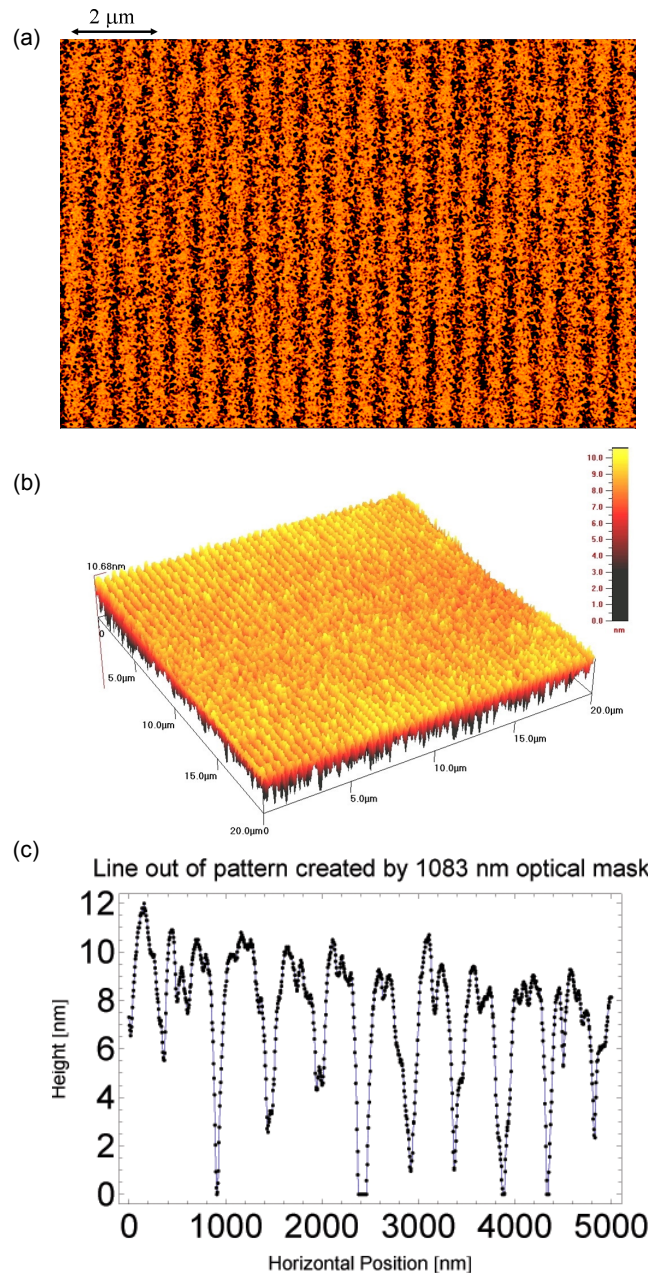 2 μm
(a)
(b)
10.0
9.0
8.0
7.0
6.0
5.0
4.0
3.0
2.0
1.0
0.0
nm
10.68nm
0
5.0μm
10.0μm
15.0μm
20.0μm0
5.0μm
10.0μm
15.0μm
20.0μm
(c)
Line out of pattern created by 1083 nm optical mask
12
10
8
6
4
2
0
Height [nm]
0 1000 2000 3000 4000 5000
Horizontal Position [nm]